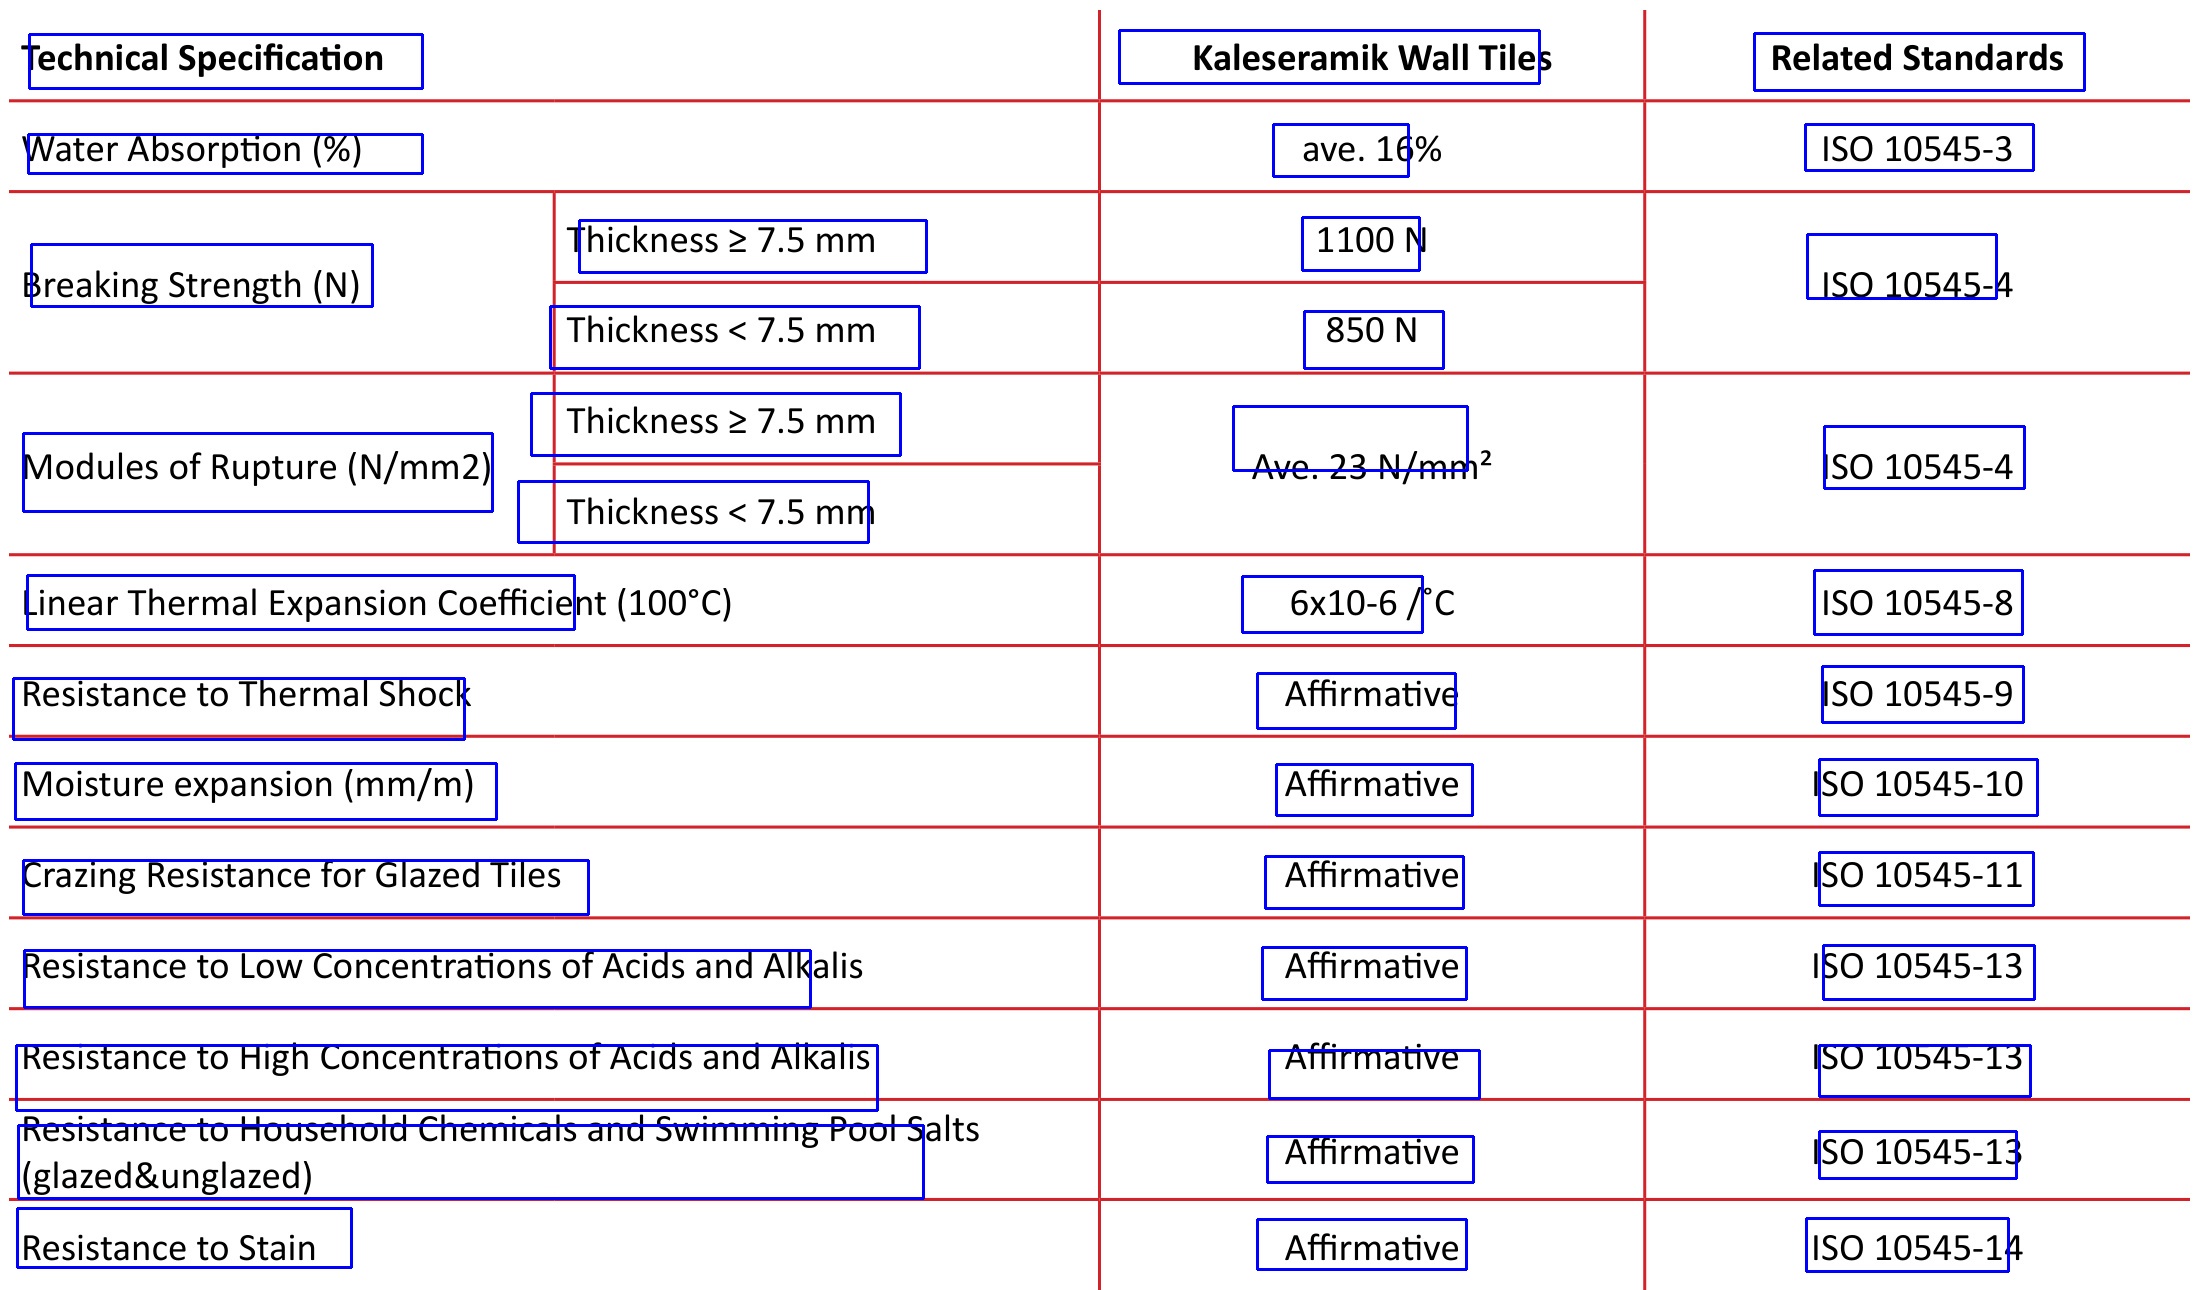 Technical Specification Kaleseramik Wall Tiles Related Standards
Water Absorption (%) ave. 16% ISO 10545-3
Thickness ≥ 7.5 mm 1100 N
Breaking Strength (N) ISO 10545-4
Thickness < 7.5 mm 850 N
Thickness ≥ 7.5 mm
Modules of Rupture (N/mm2) Ave. 23 N/mm² ISO 10545-4
Thickness < 7.5 mm
Linear Thermal Expansion Coefficient (100°C) 6x10-6 /˚C ISO 10545-8
Resistance to Thermal Shock Affirmative ISO 10545-9
Moisture expansion (mm/m) Affirmative ISO 10545-10
Crazing Resistance for Glazed Tiles Affirmative ISO 10545-11
Resistance to Low Concentrations of Acids and Alkalis Affirmative ISO 10545-13
Resistance to High Concentrations of Acids and Alkalis Affirmative ISO 10545-13
Resistance to Household Chemicals and Swimming Pool Salts
(glazed&unglazed) Affirmative ISO 10545-13
Resistance to Stain Affirmative ISO 10545-14